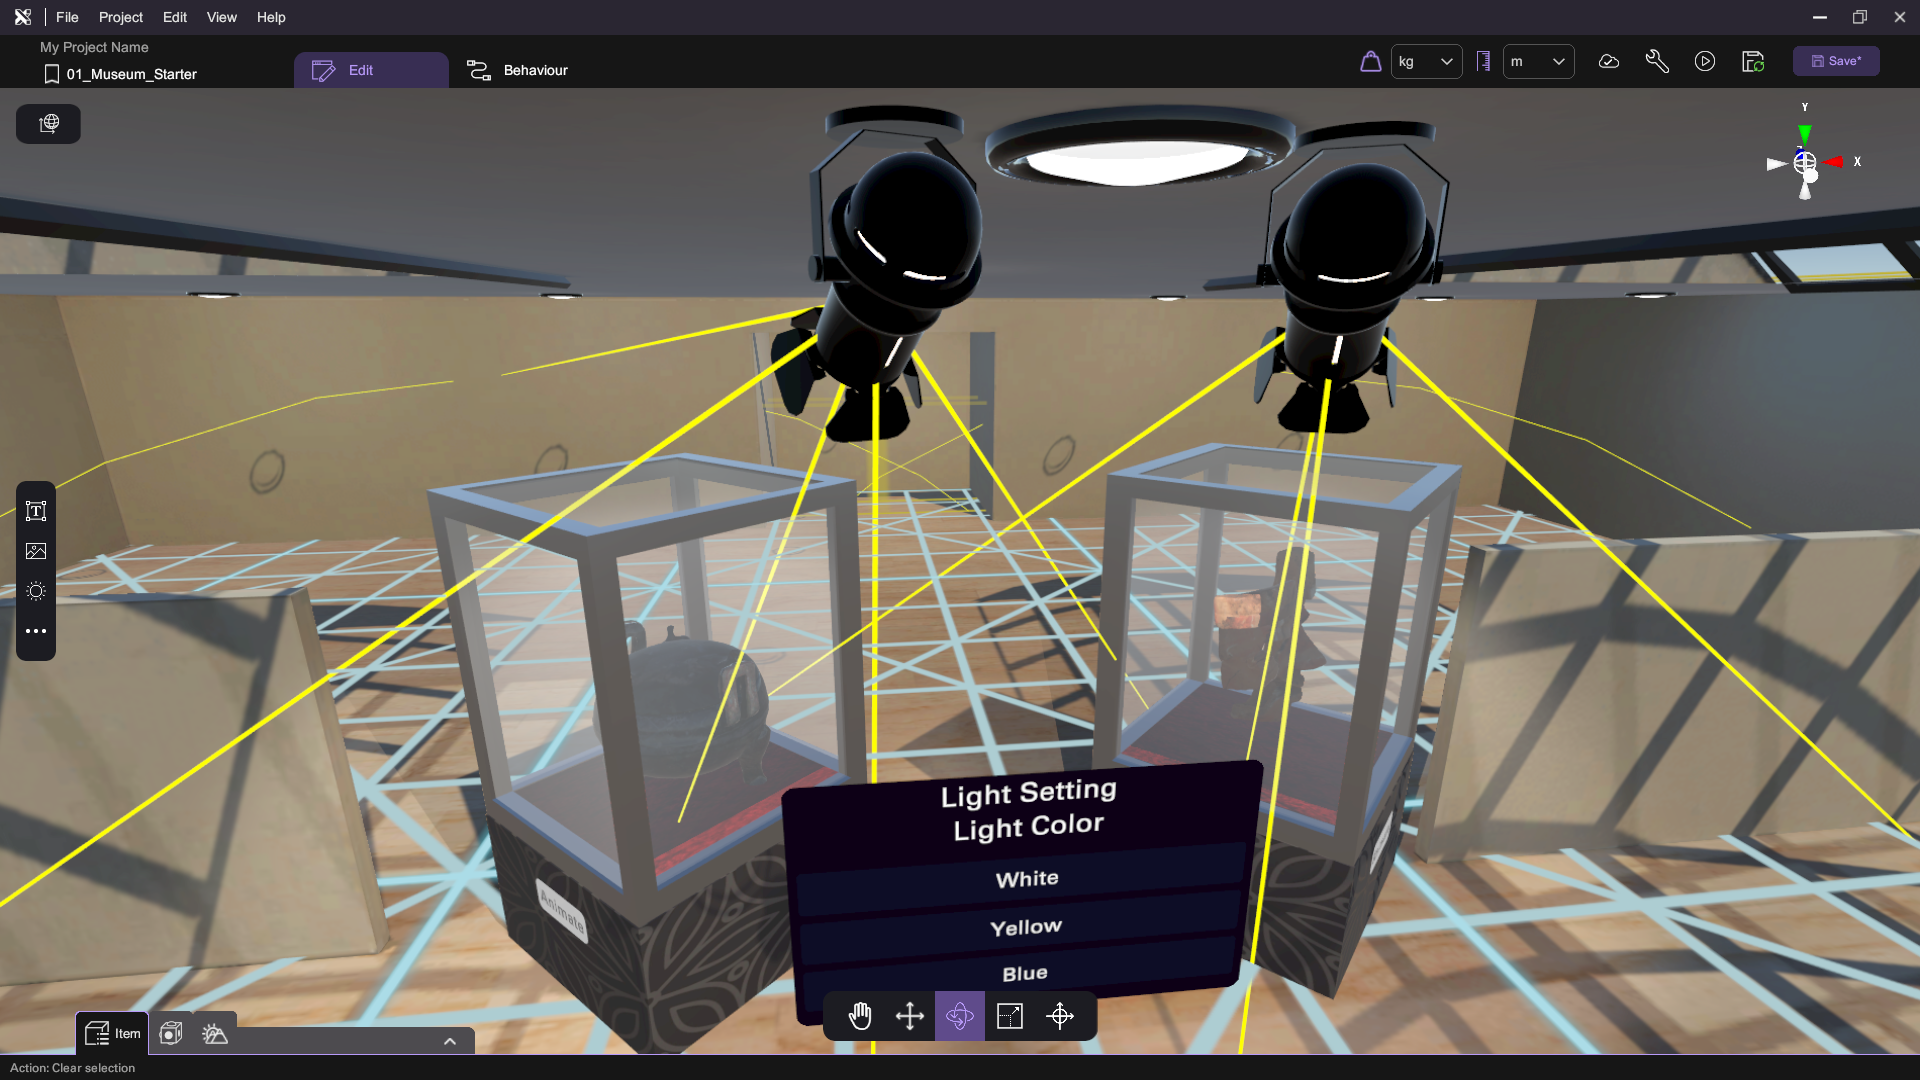 File Project Edit View Help
My Project Name
01_Museum_Starter
Edit
Behaviour
kg
m
Save*
Y
X
T
Light Setting
Light Color
White
Yellow
Blue
Animate
Item
Action: Clear selection